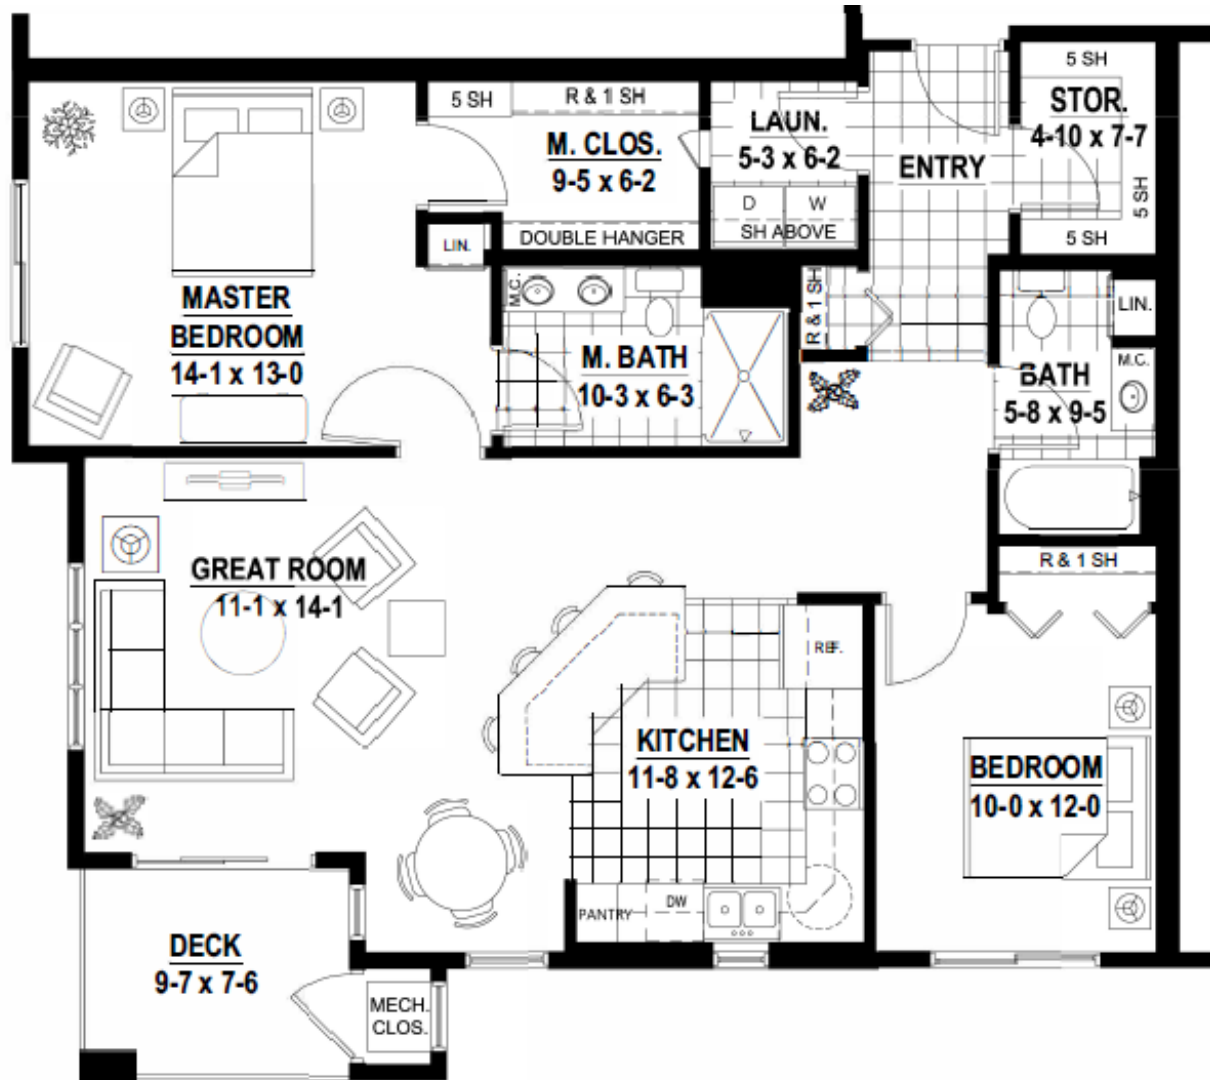 5 SH
R & 1 SH
5 SH
M. CLOS.
9-5 x 6-2
DOUBLE HANGER
LAUN.
5-3 x 6-2
D
W
SH ABOVE
ENTRY
STOR.
4-10 x 7-7
5 SH
5 SH
LIN.
MASTER
BEDROOM
14-1 x 13-0
M.C.
M. BATH
10-3 x 6-3
R & 1 SH
LIN.
M.C.
BATH
5-8 x 9-5
GREAT ROOM
11-1 x 14-1
R & 1 SH
REF.
KITCHEN
11-8 x 12-6
BEDROOM
10-0 x 12-0
PANTRY
DW
DECK
9-7 x 7-6
MECH.
CLOS.